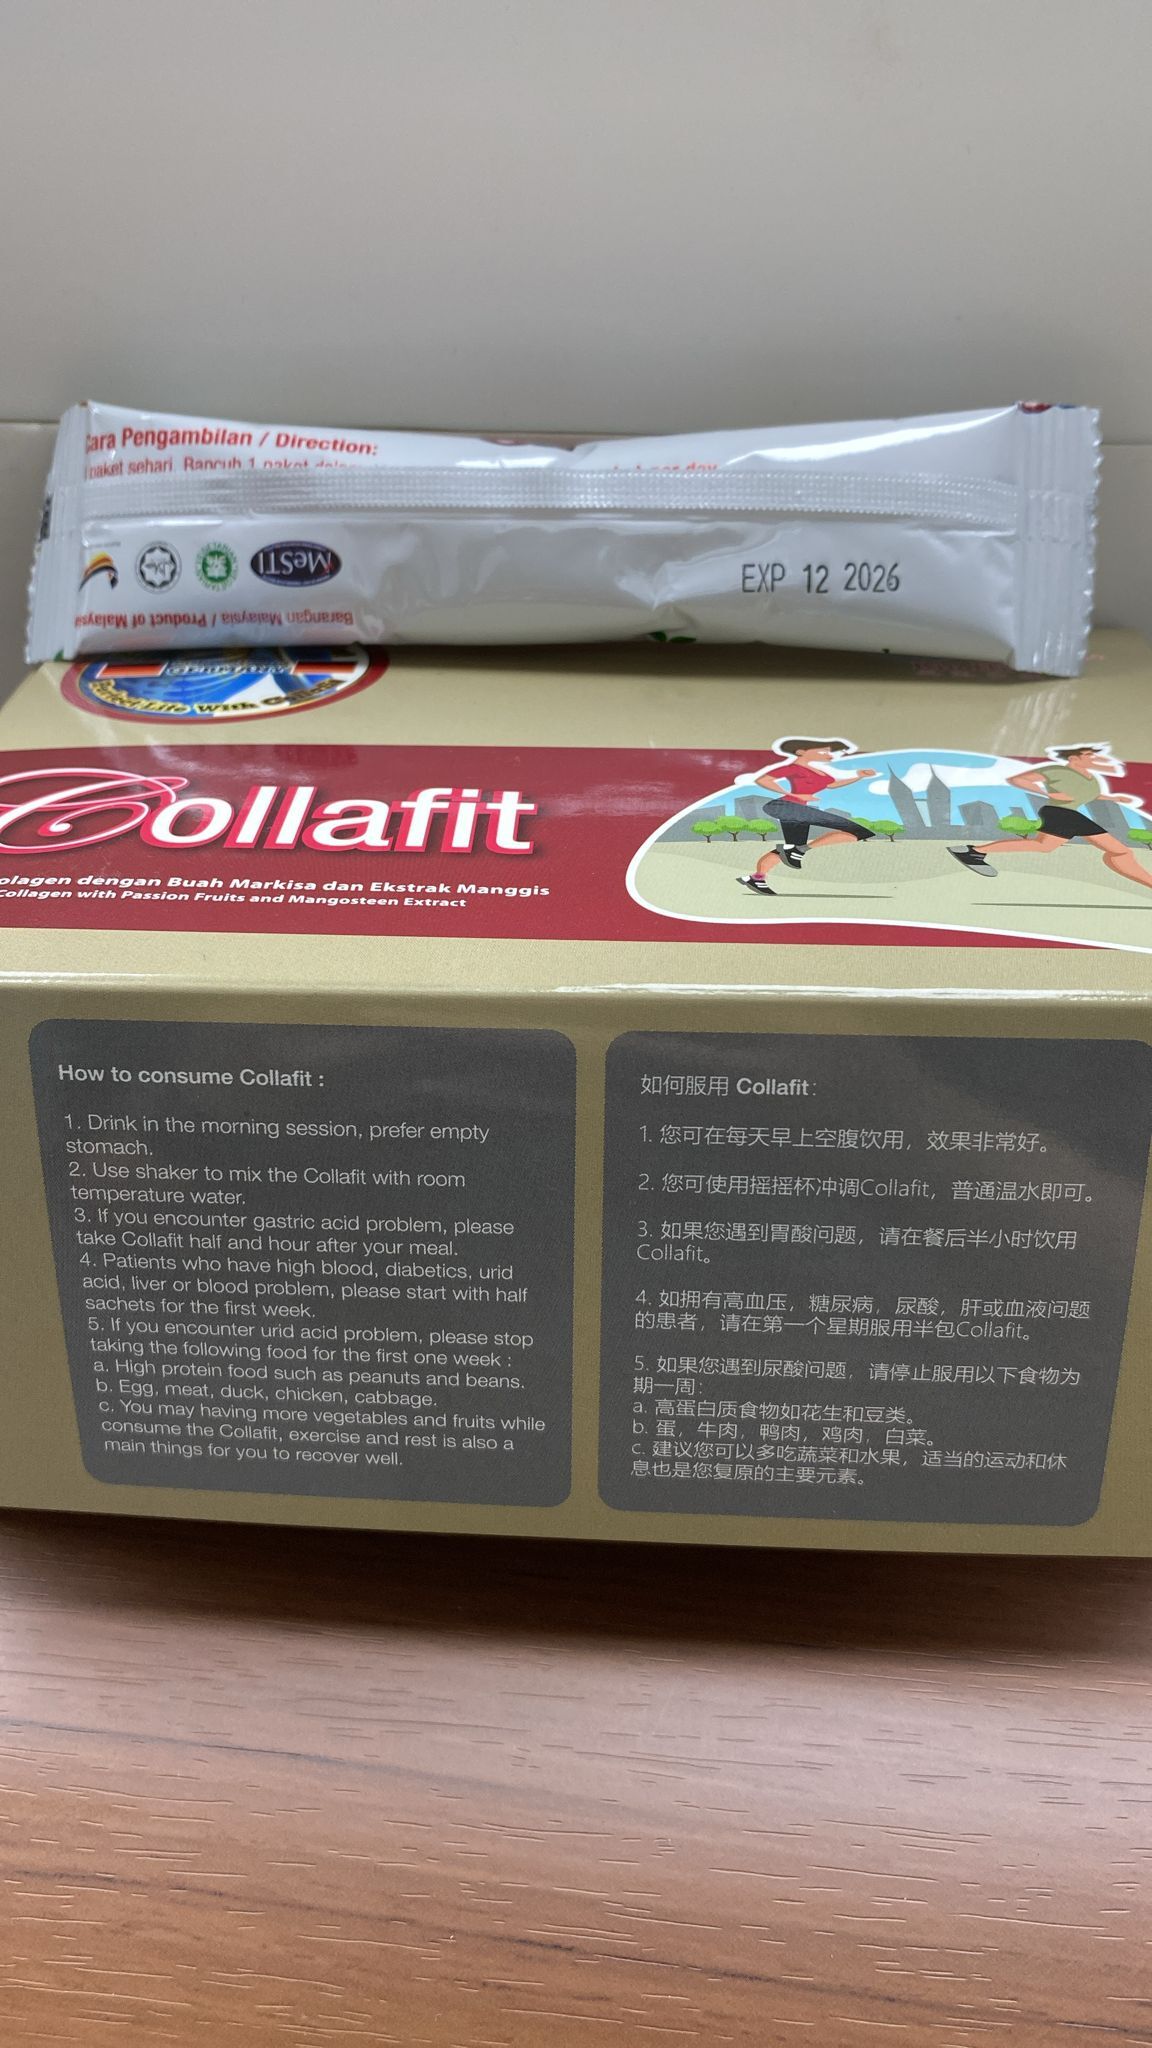 Cara Pengambilan / Direction:
paket sehari. Bancuh 1 paket
per day
MeSTI
EXP 12 2026
Barangan Malaysia / Product of Malaysia
Perfect Life With Collafit
Collafit
olagen dengan Buah Markisa dan Ekstrak Manggis
Collagen with Passion Fruits and Mangosteen Extract
How to consume Collafit :
1. Drink in the morning session, prefer empty
stomach.
2. Use shaker to mix the Collafit with room
temperature water.
3. If you encounter gastric acid problem, please
take Collafit half and hour after your meal.
4. Patients who have high blood, diabetics, urid
acid, liver or blood problem, please start with half
sachets for the first week.
5. If you encounter urid acid problem, please stop
taking the following food for the first one week :
a. High protein food such as peanuts and beans.
b. Egg, meat, duck, chicken, cabbage.
c. You may having more vegetables and fruits while
consume the Collafit, exercise and rest is also a
main things for you to recover well.
如何服用 Collafit:
1. 您可在每天早上空腹饮用，效果非常好。
2. 您可使用摇摇杯冲调Collafit，普通温水即可。
3. 如果您遇到胃酸问题，请在餐后半小时饮用
Collafit。
4. 如拥有高血压，糖尿病，尿酸，肝或血液问题
的患者，请在第一个星期服用半包Collafit。
5. 如果您遇到尿酸问题，请停止服用以下食物为
期一周：
a. 高蛋白质食物如花生和豆类。
b. 蛋，牛肉，鸭肉，鸡肉，白菜。
c. 建议您可以多吃蔬菜和水果，适当的运动和休
息也是您复原的主要元素。